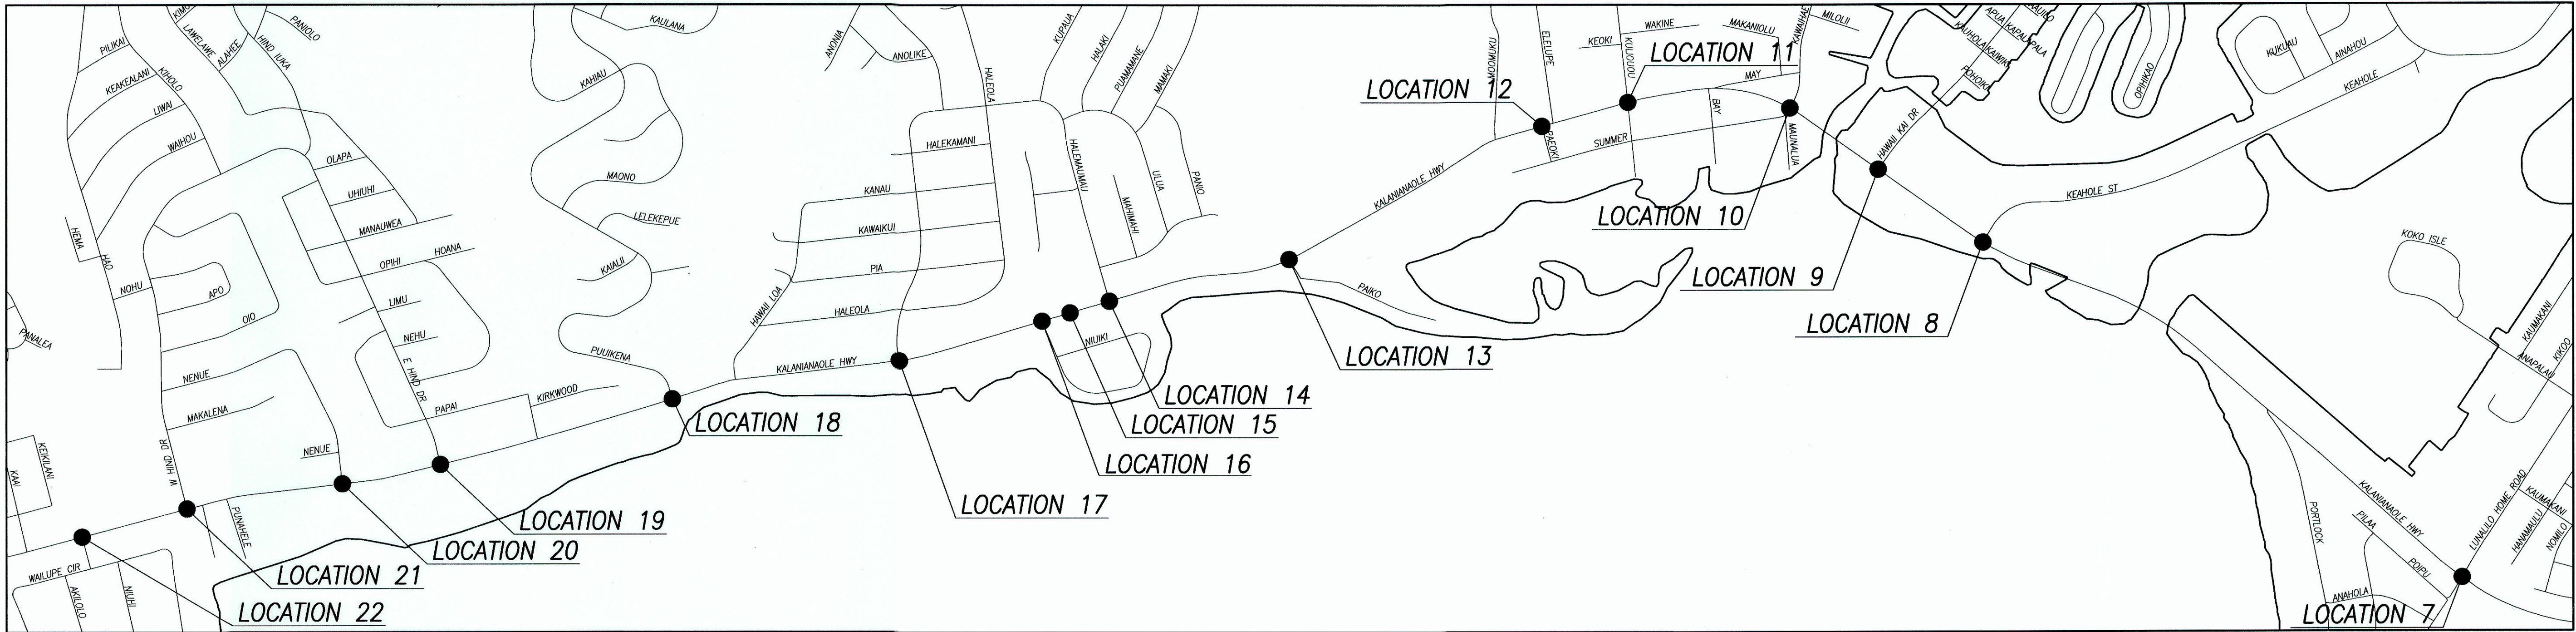 PILIKAI
KEAKEALANI
LIWAI
WAIHOU
KIHOLO
LAWELAWE
ALAHEE
HIND IUKA
PANIOLO
HEMA
HAO
NOHU
APO
OIO
NENUE
MAKALENA
W HIND DR
PANALEA
KAAI
KEIKILANI
WAILUPE CIR
AKILOLO
NIUHI
PUNAHELE
NENUE
OLAPA
UHIUHI
MANAUWEA
HOANA
OPIHI
LIMU
NEHU
E HIND DR
PAPAI
KIRKWOOD
KAULANA
KAHIAU
MAONO
LELEKEPUE
KAIALII
PUUIKENA
ANONIA
ANOLIKE
HALEOLA
HALEKAMANI
KANAU
KAWAIKUI
PIA
HALEOLA
HAWAII LOA
KALANIANAOLE HWY
KUPAUA
HALAKI
PUAMAMANE
MAMAKI
HALEMAUMAU
MAHIMAHI
ULUA
PANIO
NIUIKI
PAIKO
KALANIANAOLE HWY
MOOMUKU
ELELUPE
PAEOKI
WAKINE
KEOKI
KULIOUOU
MAKANIOLU
KAWAIHAE
MILOLII
MAY
BAY
SUMMER
MAUNALUA
HAWAII KAI DR
APUA
KAPALAPALA
POHOIKI
OPIHIKAO
KUKUAU
AINAHOU
KEAHOLE
KEAHOLE ST
KOKO ISLE
KAUMAKANI
KIKOO
ANAPALAU
PORTLOCK
KALANIANAOLE HWY
LUNALILO HOME ROAD
KAUMAKANI
HANAMAULU
NOMILO
PILAA
POIPU
ANAHOLA
LOCATION 7
LOCATION 8
LOCATION 9
LOCATION 10
LOCATION 11
LOCATION 12
LOCATION 13
LOCATION 14
LOCATION 15
LOCATION 16
LOCATION 17
LOCATION 18
LOCATION 19
LOCATION 20
LOCATION 21
LOCATION 22